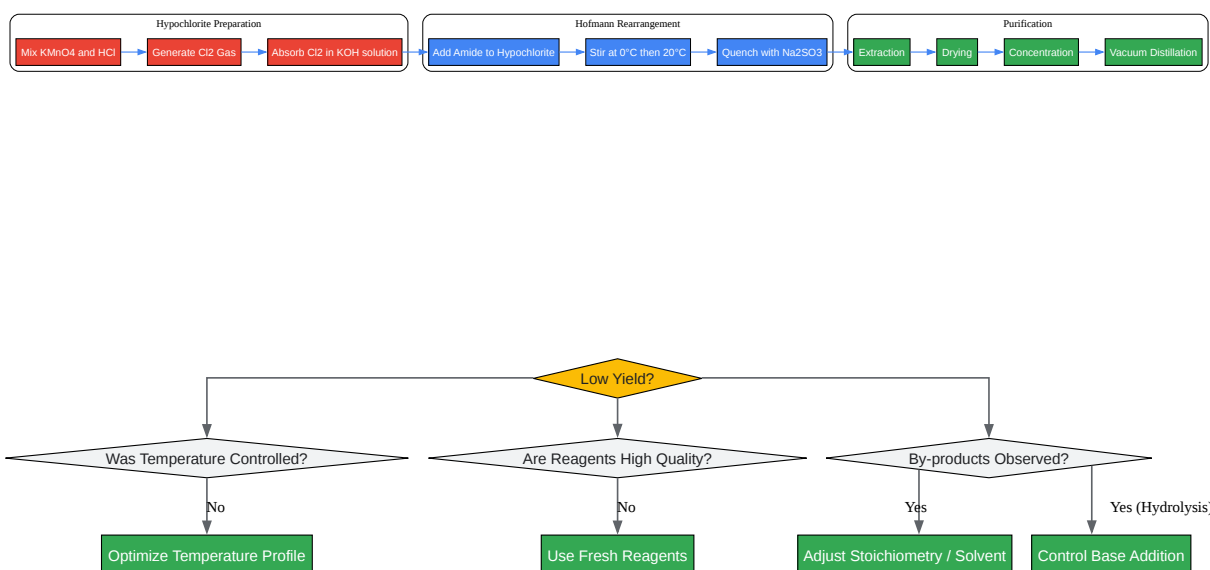 Hypochlorite Preparation
Hofmann Rearrangement
Purification
Mix KMnO4 and HCl
Generate Cl2 Gas
Absorb Cl2 in KOH solution
Add Amide to Hypochlorite
Stir at 0°C then 20°C
Quench with Na2SO3
Extraction
Drying
Concentration
Vacuum Distillation
Low Yield?
Was Temperature Controlled?
Are Reagents High Quality?
By-products Observed?
No
No
Yes
Yes (Hydrolysis)
Optimize Temperature Profile
Use Fresh Reagents
Adjust Stoichiometry / Solvent
Control Base Addition